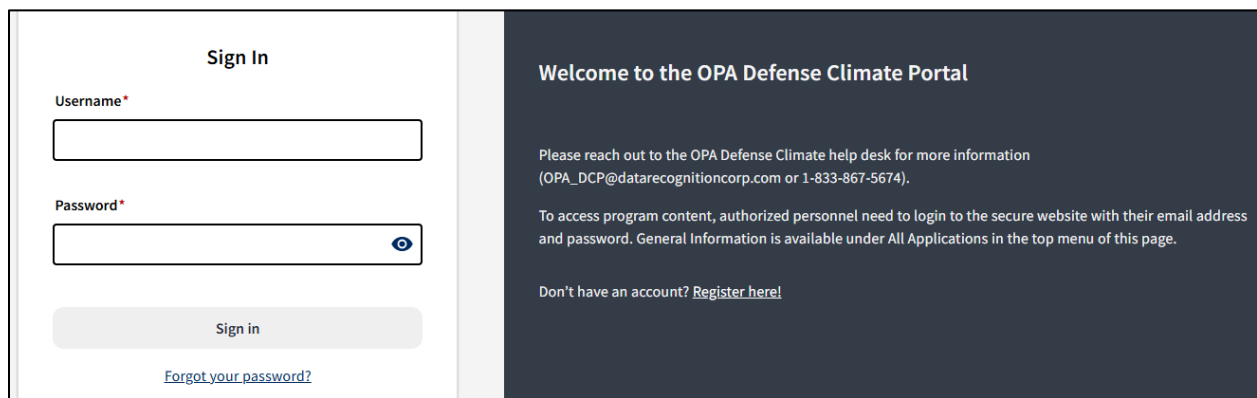 Sign In
Username*
Password*
Sign in
Forgot your password?
Welcome to the OPA Defense Climate Portal
Please reach out to the OPA Defense Climate help desk for more information
(OPA_DCP@datarecognitioncorp.com or 1-833-867-5674).
To access program content, authorized personnel need to login to the secure website with their email address
and password. General Information is available under All Applications in the top menu of this page.
Don't have an account? Register here!